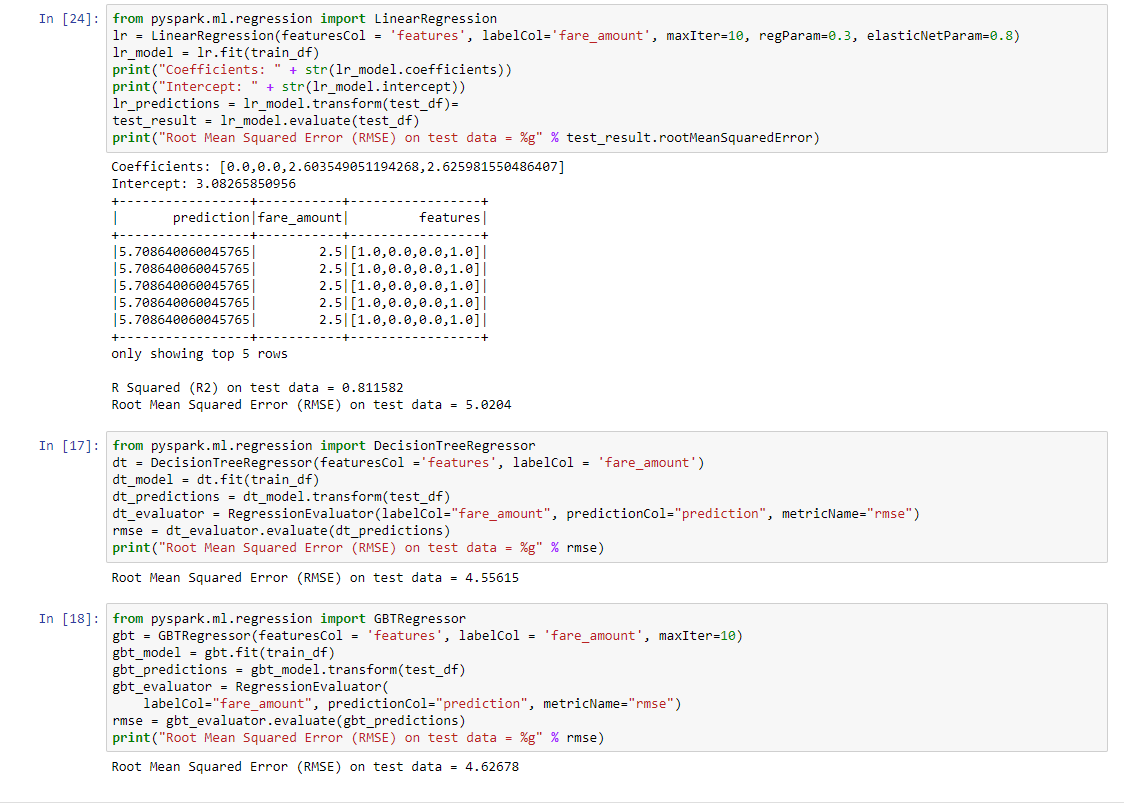 In [24]: from pyspark.ml.regression import LinearRegression
lr = LinearRegression(featuresCol = 'features', labelCol='fare_amount', maxIter=10, regParam=0.3, elasticNetParam=0.8)
lr_model = lr.fit(train_df)
print("Coefficients: " + str(lr_model.coefficients))
print("Intercept: " + str(lr_model.intercept))
lr_predictions = lr_model.transform(test_df)=
test_result = lr_model.evaluate(test_df)
print("Root Mean Squared Error (RMSE) on test data = %g" % test_result.rootMeanSquaredError)
Coefficients: [0.0,0.0,2.603549051194268,2.625981550486407]
Intercept: 3.08265850956
+-----------------+-----------+-----------------+
|       prediction|fare_amount|         features|
+-----------------+-----------+-----------------+
|5.708640060045765|        2.5|[1.0,0.0,0.0,1.0]|
|5.708640060045765|        2.5|[1.0,0.0,0.0,1.0]|
|5.708640060045765|        2.5|[1.0,0.0,0.0,1.0]|
|5.708640060045765|        2.5|[1.0,0.0,0.0,1.0]|
|5.708640060045765|        2.5|[1.0,0.0,0.0,1.0]|
+-----------------+-----------+-----------------+
only showing top 5 rows
R Squared (R2) on test data = 0.811582
Root Mean Squared Error (RMSE) on test data = 5.0204
In [17]: from pyspark.ml.regression import DecisionTreeRegressor
dt = DecisionTreeRegressor(featuresCol ='features', labelCol = 'fare_amount')
dt_model = dt.fit(train_df)
dt_predictions = dt_model.transform(test_df)
dt_evaluator = RegressionEvaluator(labelCol="fare_amount", predictionCol="prediction", metricName="rmse")
rmse = dt_evaluator.evaluate(dt_predictions)
print("Root Mean Squared Error (RMSE) on test data = %g" % rmse)
Root Mean Squared Error (RMSE) on test data = 4.55615
In [18]: from pyspark.ml.regression import GBTRegressor
gbt = GBTRegressor(featuresCol = 'features', labelCol = 'fare_amount', maxIter=10)
gbt_model = gbt.fit(train_df)
gbt_predictions = gbt_model.transform(test_df)
gbt_evaluator = RegressionEvaluator(
    labelCol="fare_amount", predictionCol="prediction", metricName="rmse")
rmse = gbt_evaluator.evaluate(gbt_predictions)
print("Root Mean Squared Error (RMSE) on test data = %g" % rmse)
Root Mean Squared Error (RMSE) on test data = 4.62678